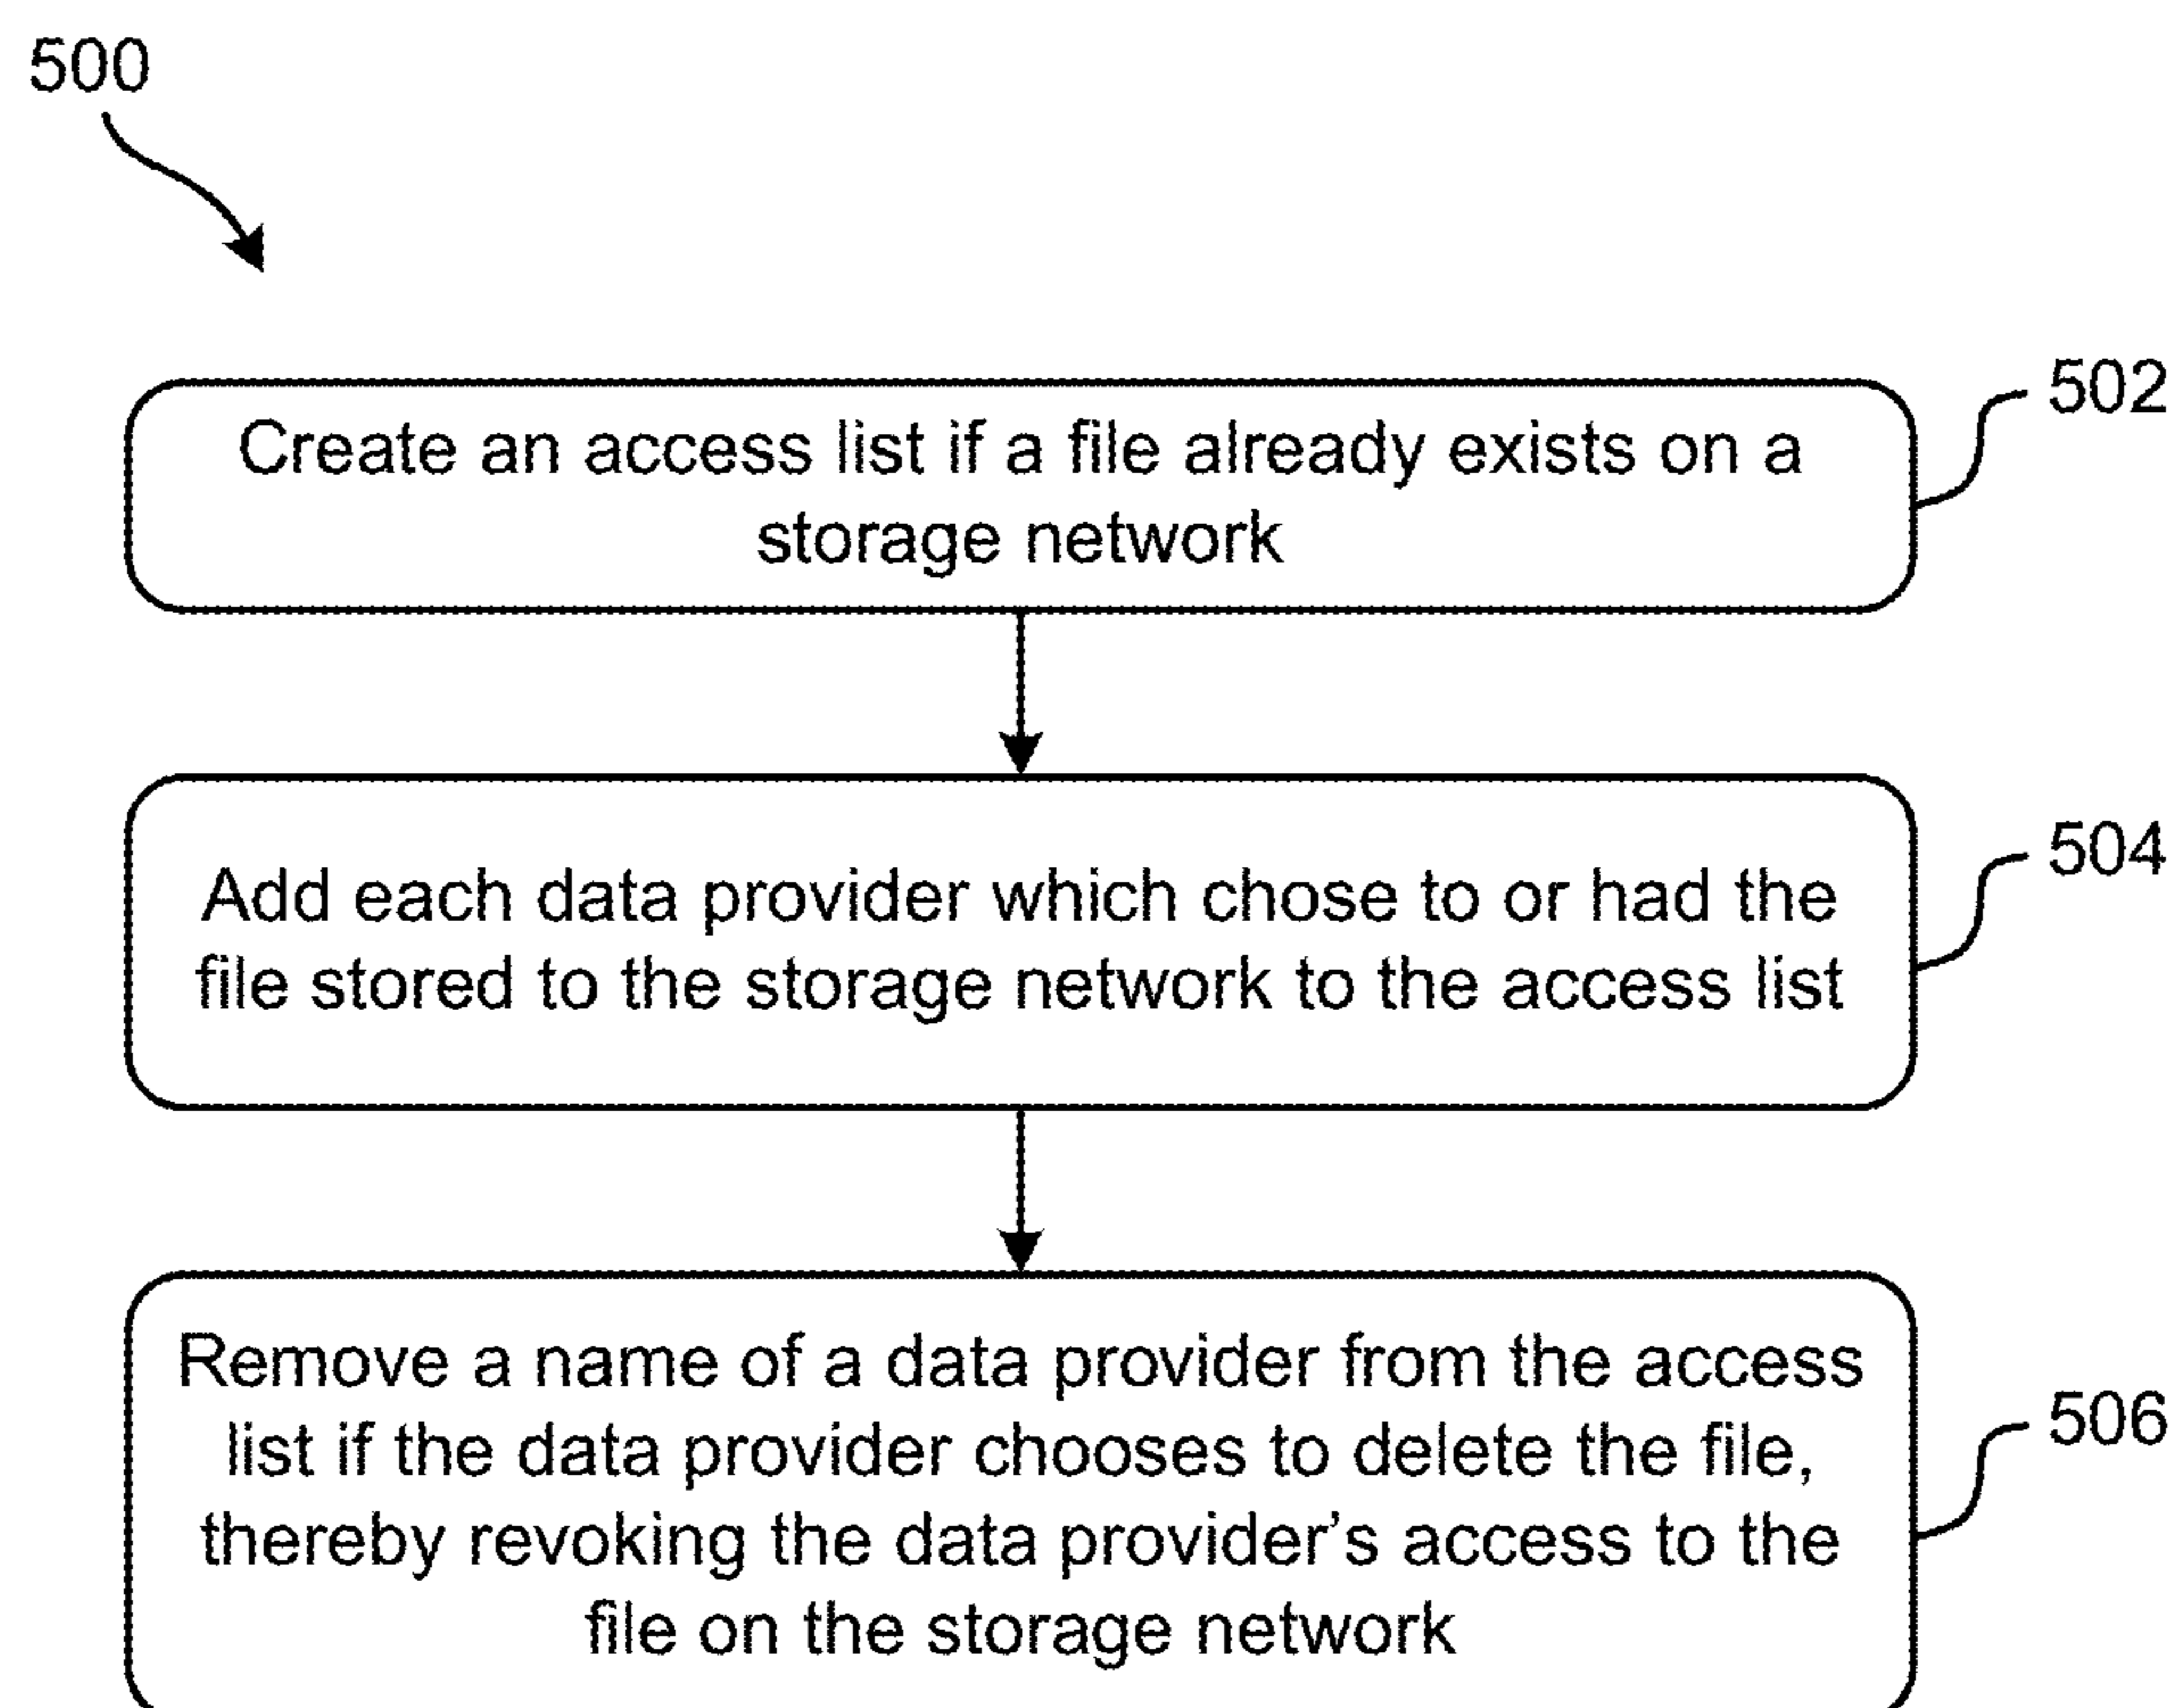 500
502
Create an access list if a file already exists on a
storage network
504
Add each data provider which chose to or had the
file stored to the storage network to the access list
Remove a name of a data provider from the access
list if the data provider chooses to delete the file,
506
thereby revoking the data provider's access to the
file on the storage network